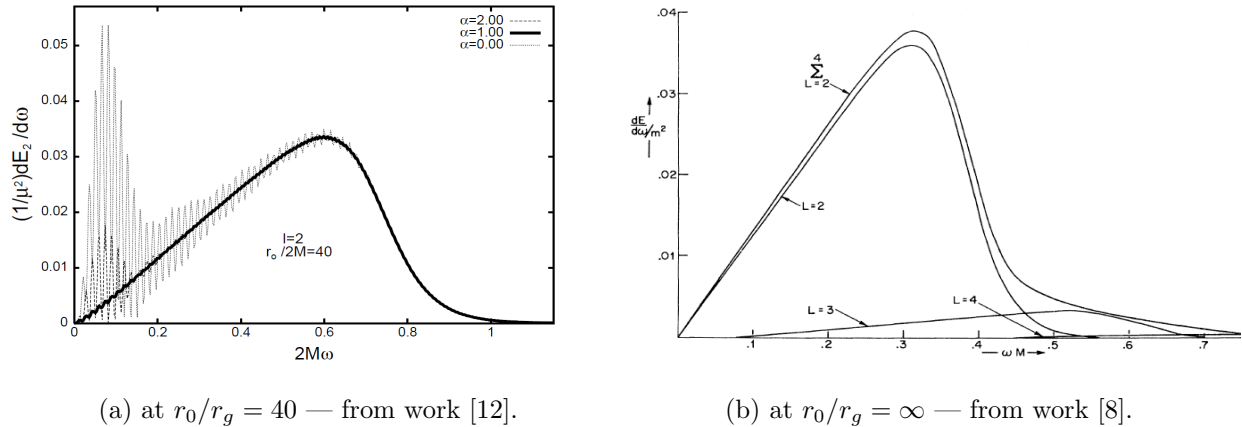 α=2.00
α=1.00
α=0.00
0.05
0.04
0.03
0.02
0.01
0
(1/μ²)dE₂/dω
l=2
rₒ/2M=40
0
0.2
0.4
0.6
0.8
1
2Mω
.04
.03
.02
.01
dE/dω/m²
4
Σ
L=2
L=2
L=3
L=4
.1
.2
.3
.4
.5
.6
.7
ωM
(a) at r₀/r_g = 40 — from work [12].
(b) at r₀/r_g = ∞ — from work [8].